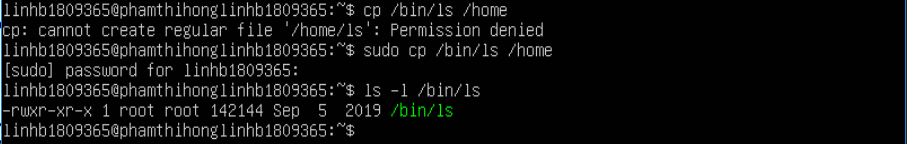 linhb1809365@phamthihonglinhb1809365:~$ cp /bin/ls /home
cp: cannot create regular file '/home/ls': Permission denied
linhb1809365@phamthihonglinhb1809365:~$ sudo cp /bin/ls /home
[sudo] password for linhb1809365:
linhb1809365@phamthihonglinhb1809365:~$ ls -l /bin/ls
-rwxr-xr-x 1 root root 142144 Sep  5  2019 /bin/ls
linhb1809365@phamthihonglinhb1809365:~$